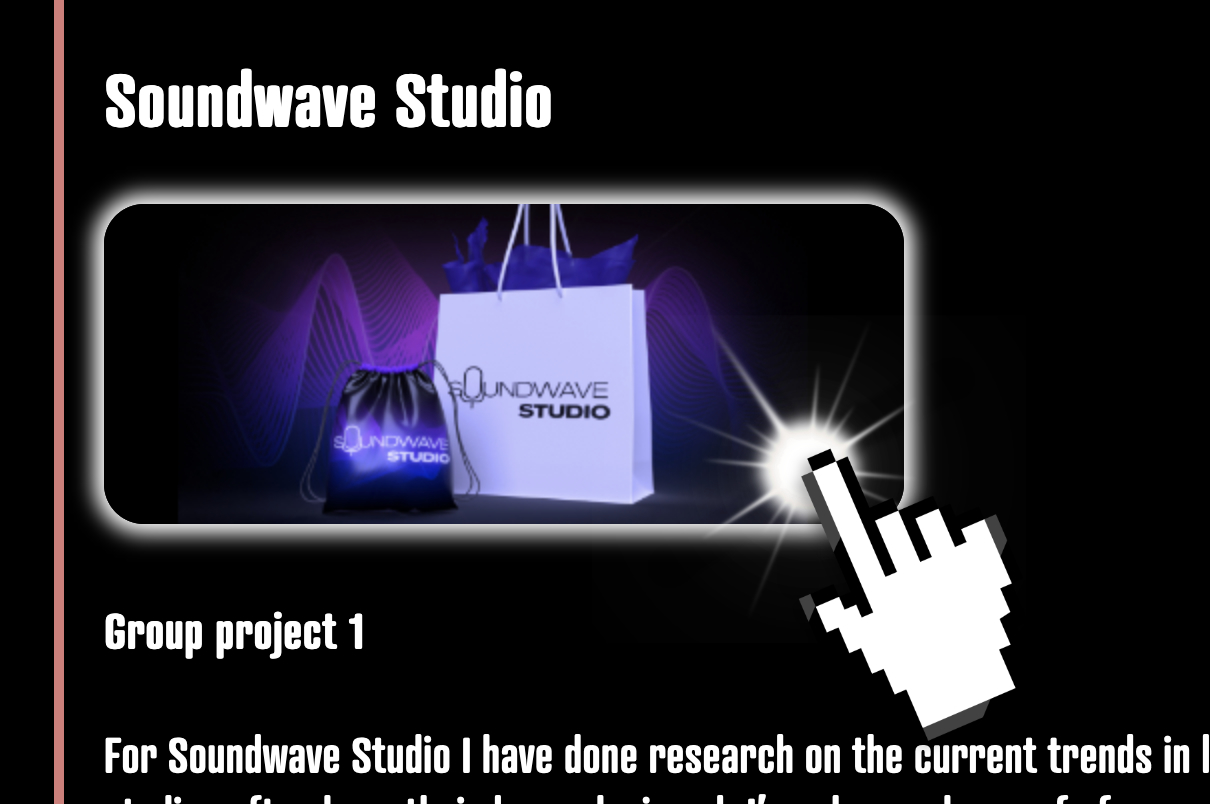 Soundwave Studio
SOUNDWAVE
STUDIO
SOUNDWAVE
STUDIO
Group project 1
For Soundwave Studio I have done research on the current trends in